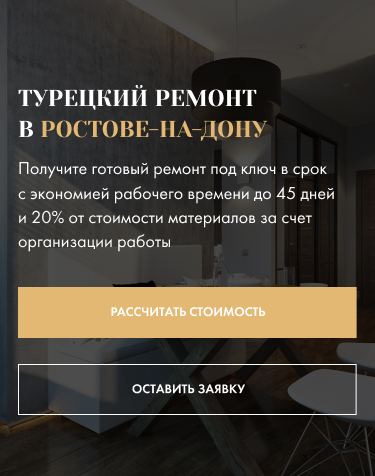 ТУРЕЦКИЙ РЕМОНТ
В РОСТОВЕ-НА-ДОНУ
Получите готовый ремонт под ключ в срок
с экономией рабочего времени до 45 дней
и 20% от стоимости материалов за счет
организации работы
РАССЧИТАТЬ СТОИМОСТЬ
ОСТАВИТЬ ЗАЯВКУ